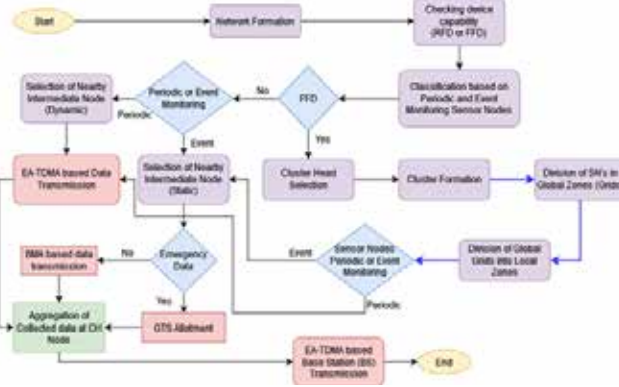 Start
Network Formation
Checking device
capability
(RFD or FFD)
Selection of Nearby
Intermediate Node
(Dynamic)
Periodic or Event
Monitoring
No
FFD
Classification based on
Periodic and Event
Monitoring Sensor Nodes
Periodic
Event
Yes
EA-TDMA based Data
Transmission
Selection of Nearby
Intermediate Node
(Static)
Cluster Head
Selection
Cluster Formation
Division of SN's in
Global Zones (Grids)
Event
Sensor Nodes
Periodic or Event
Monitoring
Division of Global
Grids into Local
Zones
BMA based data
transmission
No
Emergency
Data
Periodic
Yes
Aggregation of
Collected data at CH
Node
GTS Allotment
EA-TDMA based
Base Station (BS)
Transmission
End